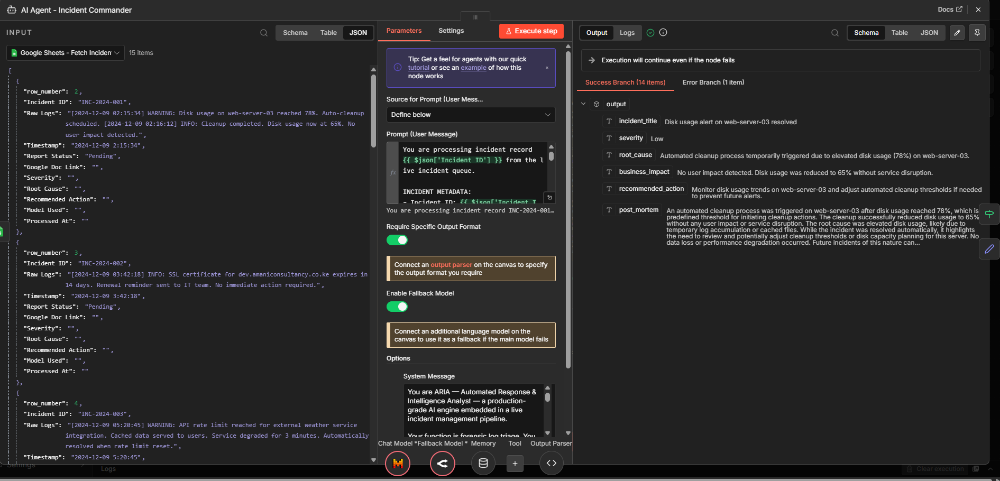 AI Agent - Incident Commander
Docs
INPUT
Schema
Table
JSON
Google Sheets - Fetch Inciden
15 items
[
{
"row_number": 2,
"Incident ID": "INC-2024-001",
"Raw Logs": "[2024-12-09 02:15:34] WARNING: Disk usage on web-server-03 reached 78%. Auto-cleanup
scheduled. [2024-12-09 02:16:12] INFO: Cleanup completed. Disk usage now at 65%. No
user impact detected.",
"Timestamp": "2024-12-09 2:15:34",
"Report Status": "Pending",
"Google Doc Link": "",
"Severity": "",
"Root Cause": "",
"Recommended Action": "",
"Model Used": "",
"Processed At": ""
},
{
"row_number": 3,
"Incident ID": "INC-2024-002",
"Raw Logs": "[2024-12-09 03:42:18] INFO: SSL certificate for dev.amaniconsultancy.co.ke expires in
14 days. Renewal reminder sent to IT team. No immediate action required.",
"Timestamp": "2024-12-09 3:42:18",
"Report Status": "Pending",
"Google Doc Link": "",
"Severity": "",
"Root Cause": "",
"Recommended Action": "",
"Model Used": "",
"Processed At": ""
},
{
"row_number": 4,
"Incident ID": "INC-2024-003",
"Raw Logs": "[2024-12-09 05:20:45] WARNING: API rate limit reached for external weather service
integration. Cached data served to users. Service degraded for 3 minutes. Automatically
resolved when rate limit reset.",
"Timestamp": "2024-12-09 5:20:45",
Parameters
Settings
Execute step
Tip: Get a feel for agents with our quick
tutorial or see an example of how this
node works
Source for Prompt (User Mess...
Define below
Prompt (User Message)
fx
You are processing incident record
{{ $json['Incident ID'] }} from the l
ive incident queue.
INCIDENT METADATA:
- Incident ID: {{ $json['Incident I
You are processing incident record INC-2024-001…
Require Specific Output Format
Connect an output parser on the canvas to specify
the output format you require
Enable Fallback Model
Connect an additional language model on the
canvas to use it as a fallback if the main model fails
Options
System Message
You are ARIA — Automated Response &
Intelligence Analyst — a production-
grade AI engine embedded in a live
incident management pipeline.
Your function is forensic log triage. You
Chat Model *
Fallback Model *
Memory
Tool
Output Parser
Output
Logs
Schema
Table
JSON
Execution will continue even if the node fails
Success Branch (14 items)
Error Branch (1 item)
output
incident_title
Disk usage alert on web-server-03 resolved
severity
Low
root_cause
Automated cleanup process temporarily triggered due to elevated disk usage (78%) on web-server-03.
business_impact
No user impact detected. Disk usage was reduced to 65% without service disruption.
recommended_action
Monitor disk usage trends on web-server-03 and adjust automated cleanup thresholds if needed
to prevent future alerts.
post_mortem
An automated cleanup process was triggered on web-server-03 after disk usage reached 78%, which is
predefined threshold for initiating cleanup actions. The cleanup successfully reduced disk usage to 65%
without any user impact or service disruption. The root cause was elevated disk usage, likely due to
temporary log accumulation or cached files. While the incident was resolved automatically, it highlights
the need to review and potentially adjust cleanup thresholds or disk capacity planning for this server. No
data loss or performance degradation occurred. Future incidents of this nature can...
Settings
Logs
Clear execution